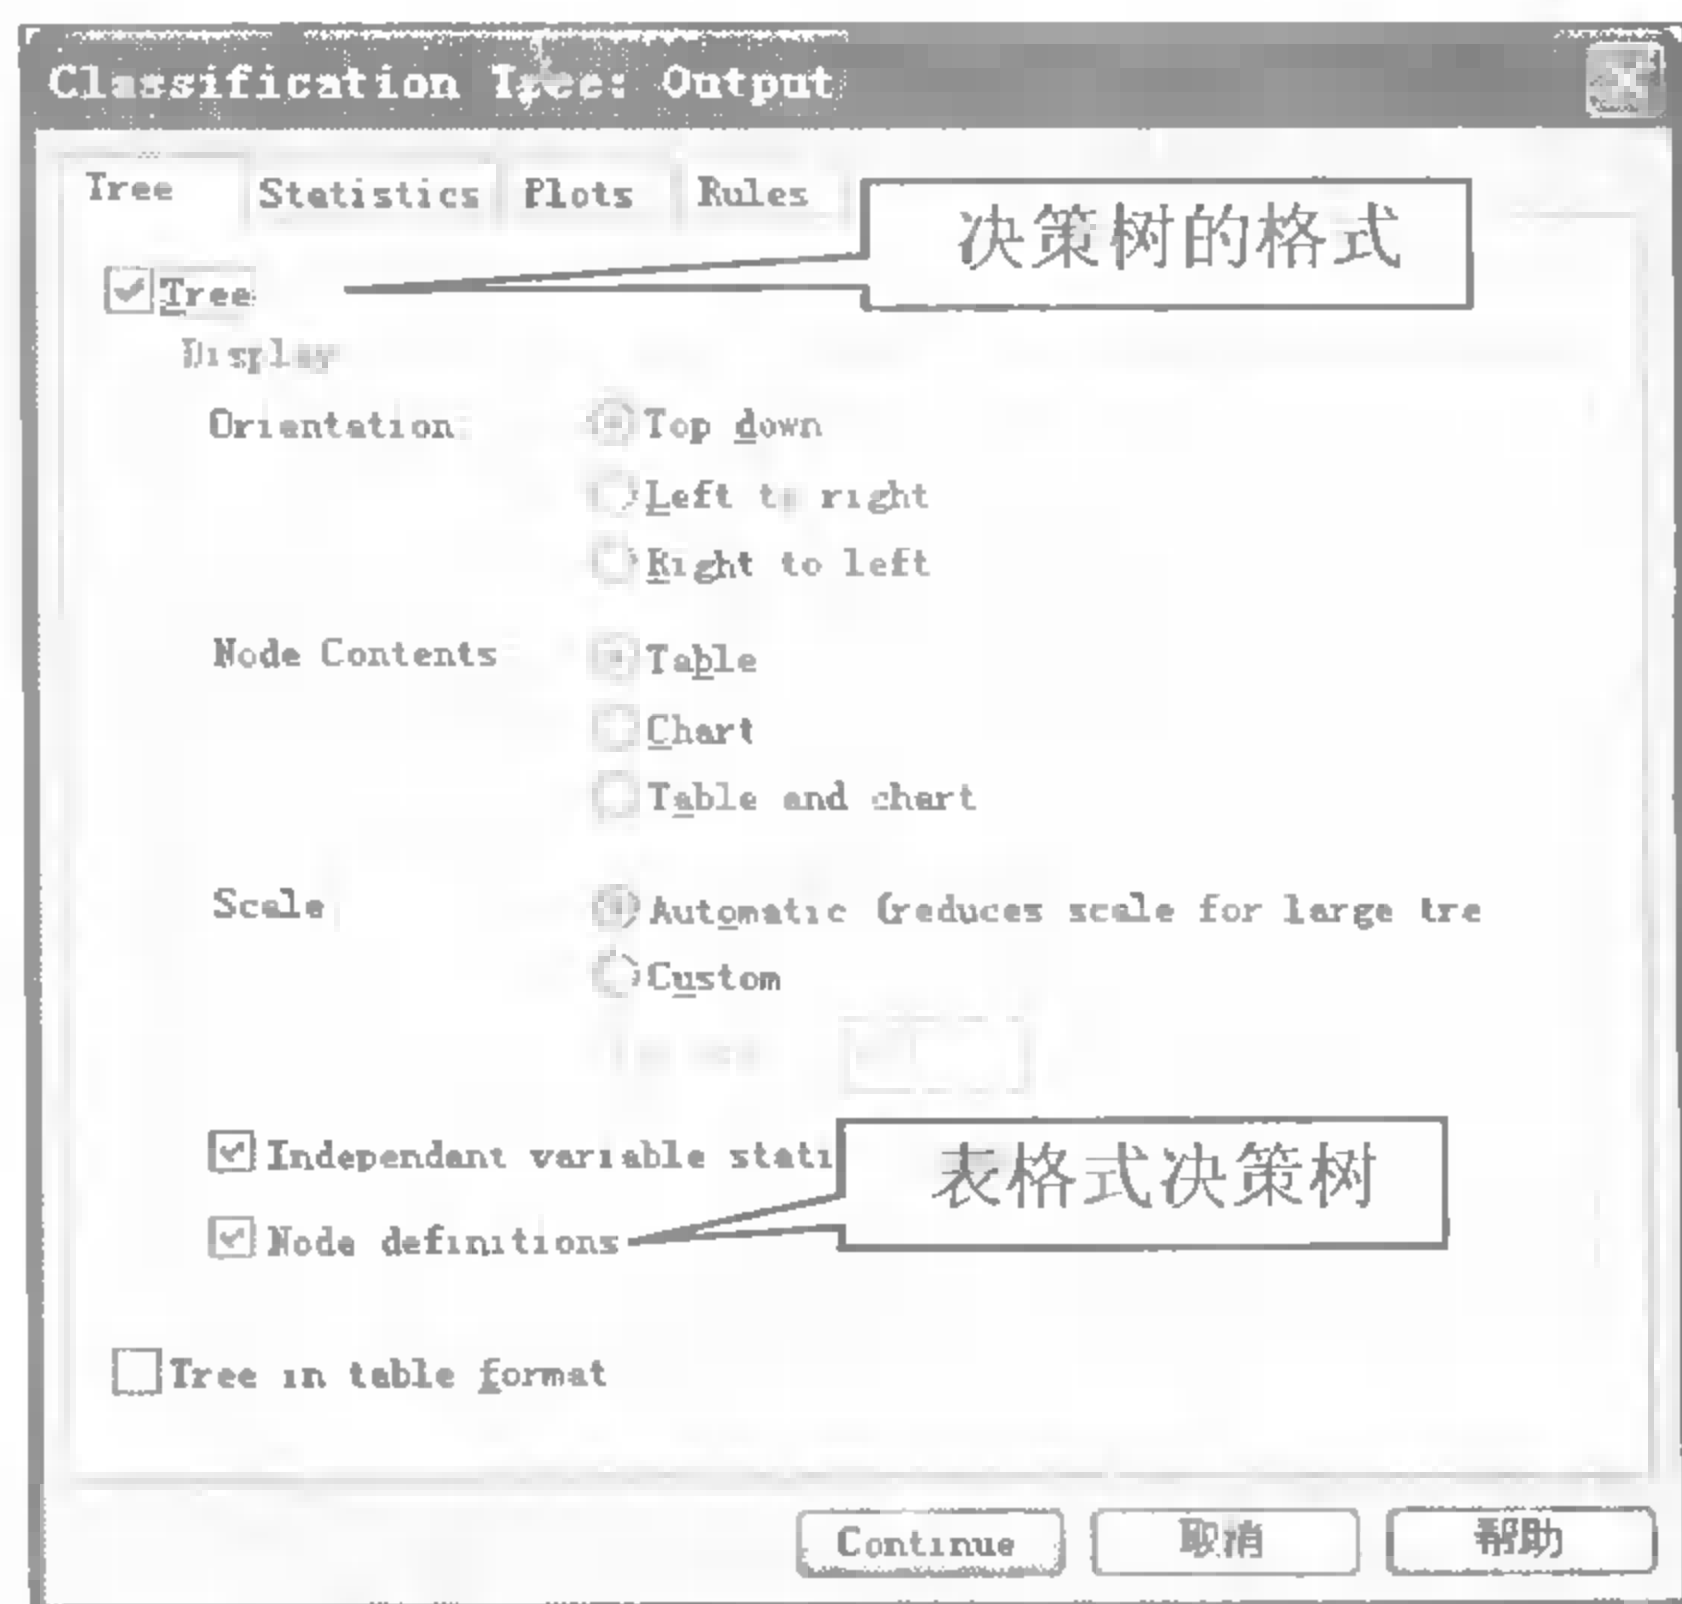 Classification Tree: Output
Tree Statistics Plots Rules
决策树的格式
Tree
Display
Orientation Top down
Left to right
Right to left
Node Contents Table
Chart
Table and chart
Scale Automatic (reduces scale for large tre
Custom
Independent variable stati
表格式决策树
Node definitions
Tree in table format
Continue 取消 帮助